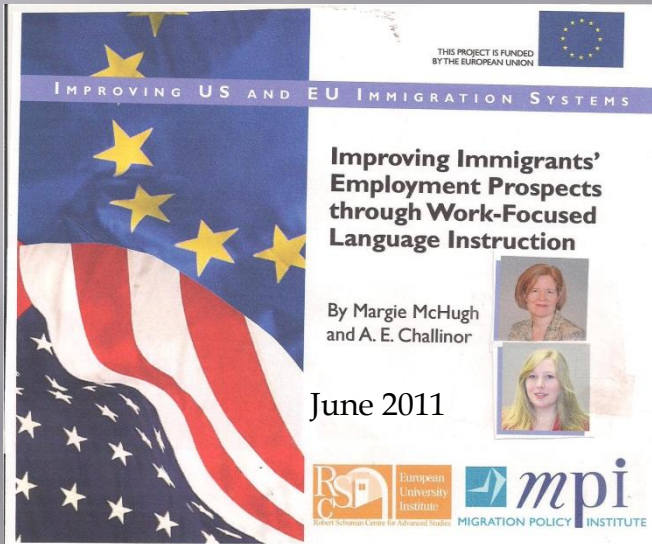 THIS PROJECT IS FUNDED
BY THE EUROPEAN UNION
IMPROVING US AND EU IMMIGRATION SYSTEMS
Improving Immigrants'
Employment Prospects
through Work-Focused
Language Instruction
By Margie McHugh
and A. E. Challinor
June 2011
RSC
European
University
Institute
Robert Schuman Centre for Advanced Studies
mpi
MIGRATION POLICY INSTITUTE